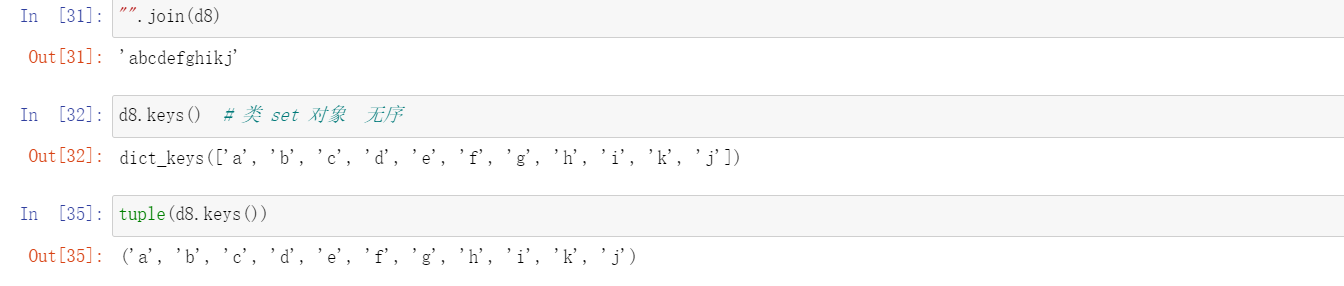 In [31]: "".join(d8)
Out[31]: 'abcdefghikj'
In [32]: d8.keys() # 类 set 对象 无序
Out[32]: dict_keys(['a', 'b', 'c', 'd', 'e', 'f', 'g', 'h', 'i', 'k', 'j'])
In [35]: tuple(d8.keys())
Out[35]: ('a', 'b', 'c', 'd', 'e', 'f', 'g', 'h', 'i', 'k', 'j')